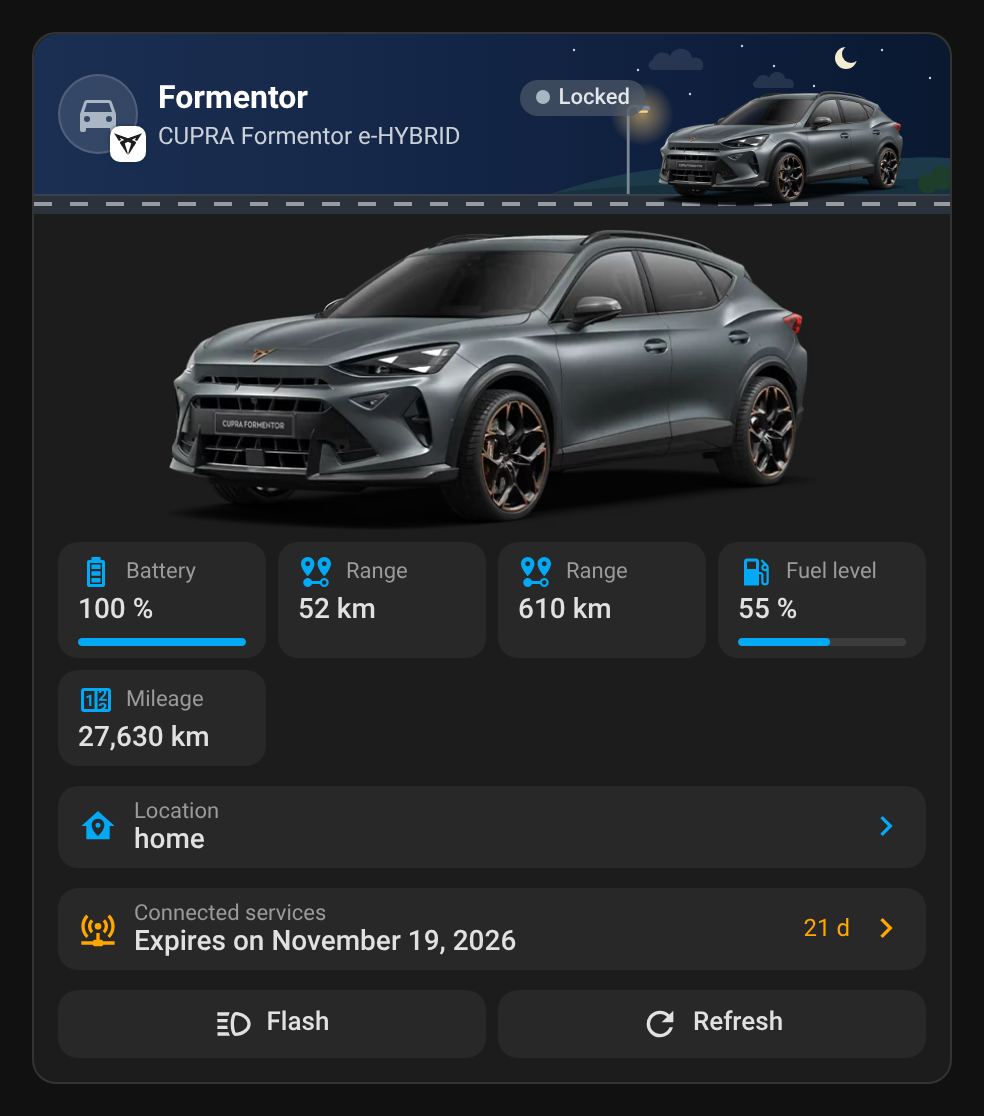 Formentor
CUPRA Formentor e-HYBRID
Locked
CUPRA FORMENTOR
Battery
100 %
Range
52 km
Range
610 km
Fuel level
55 %
Mileage
27,630 km
Location
home
Connected services
Expires on November 19, 2026
21 d
Flash
Refresh